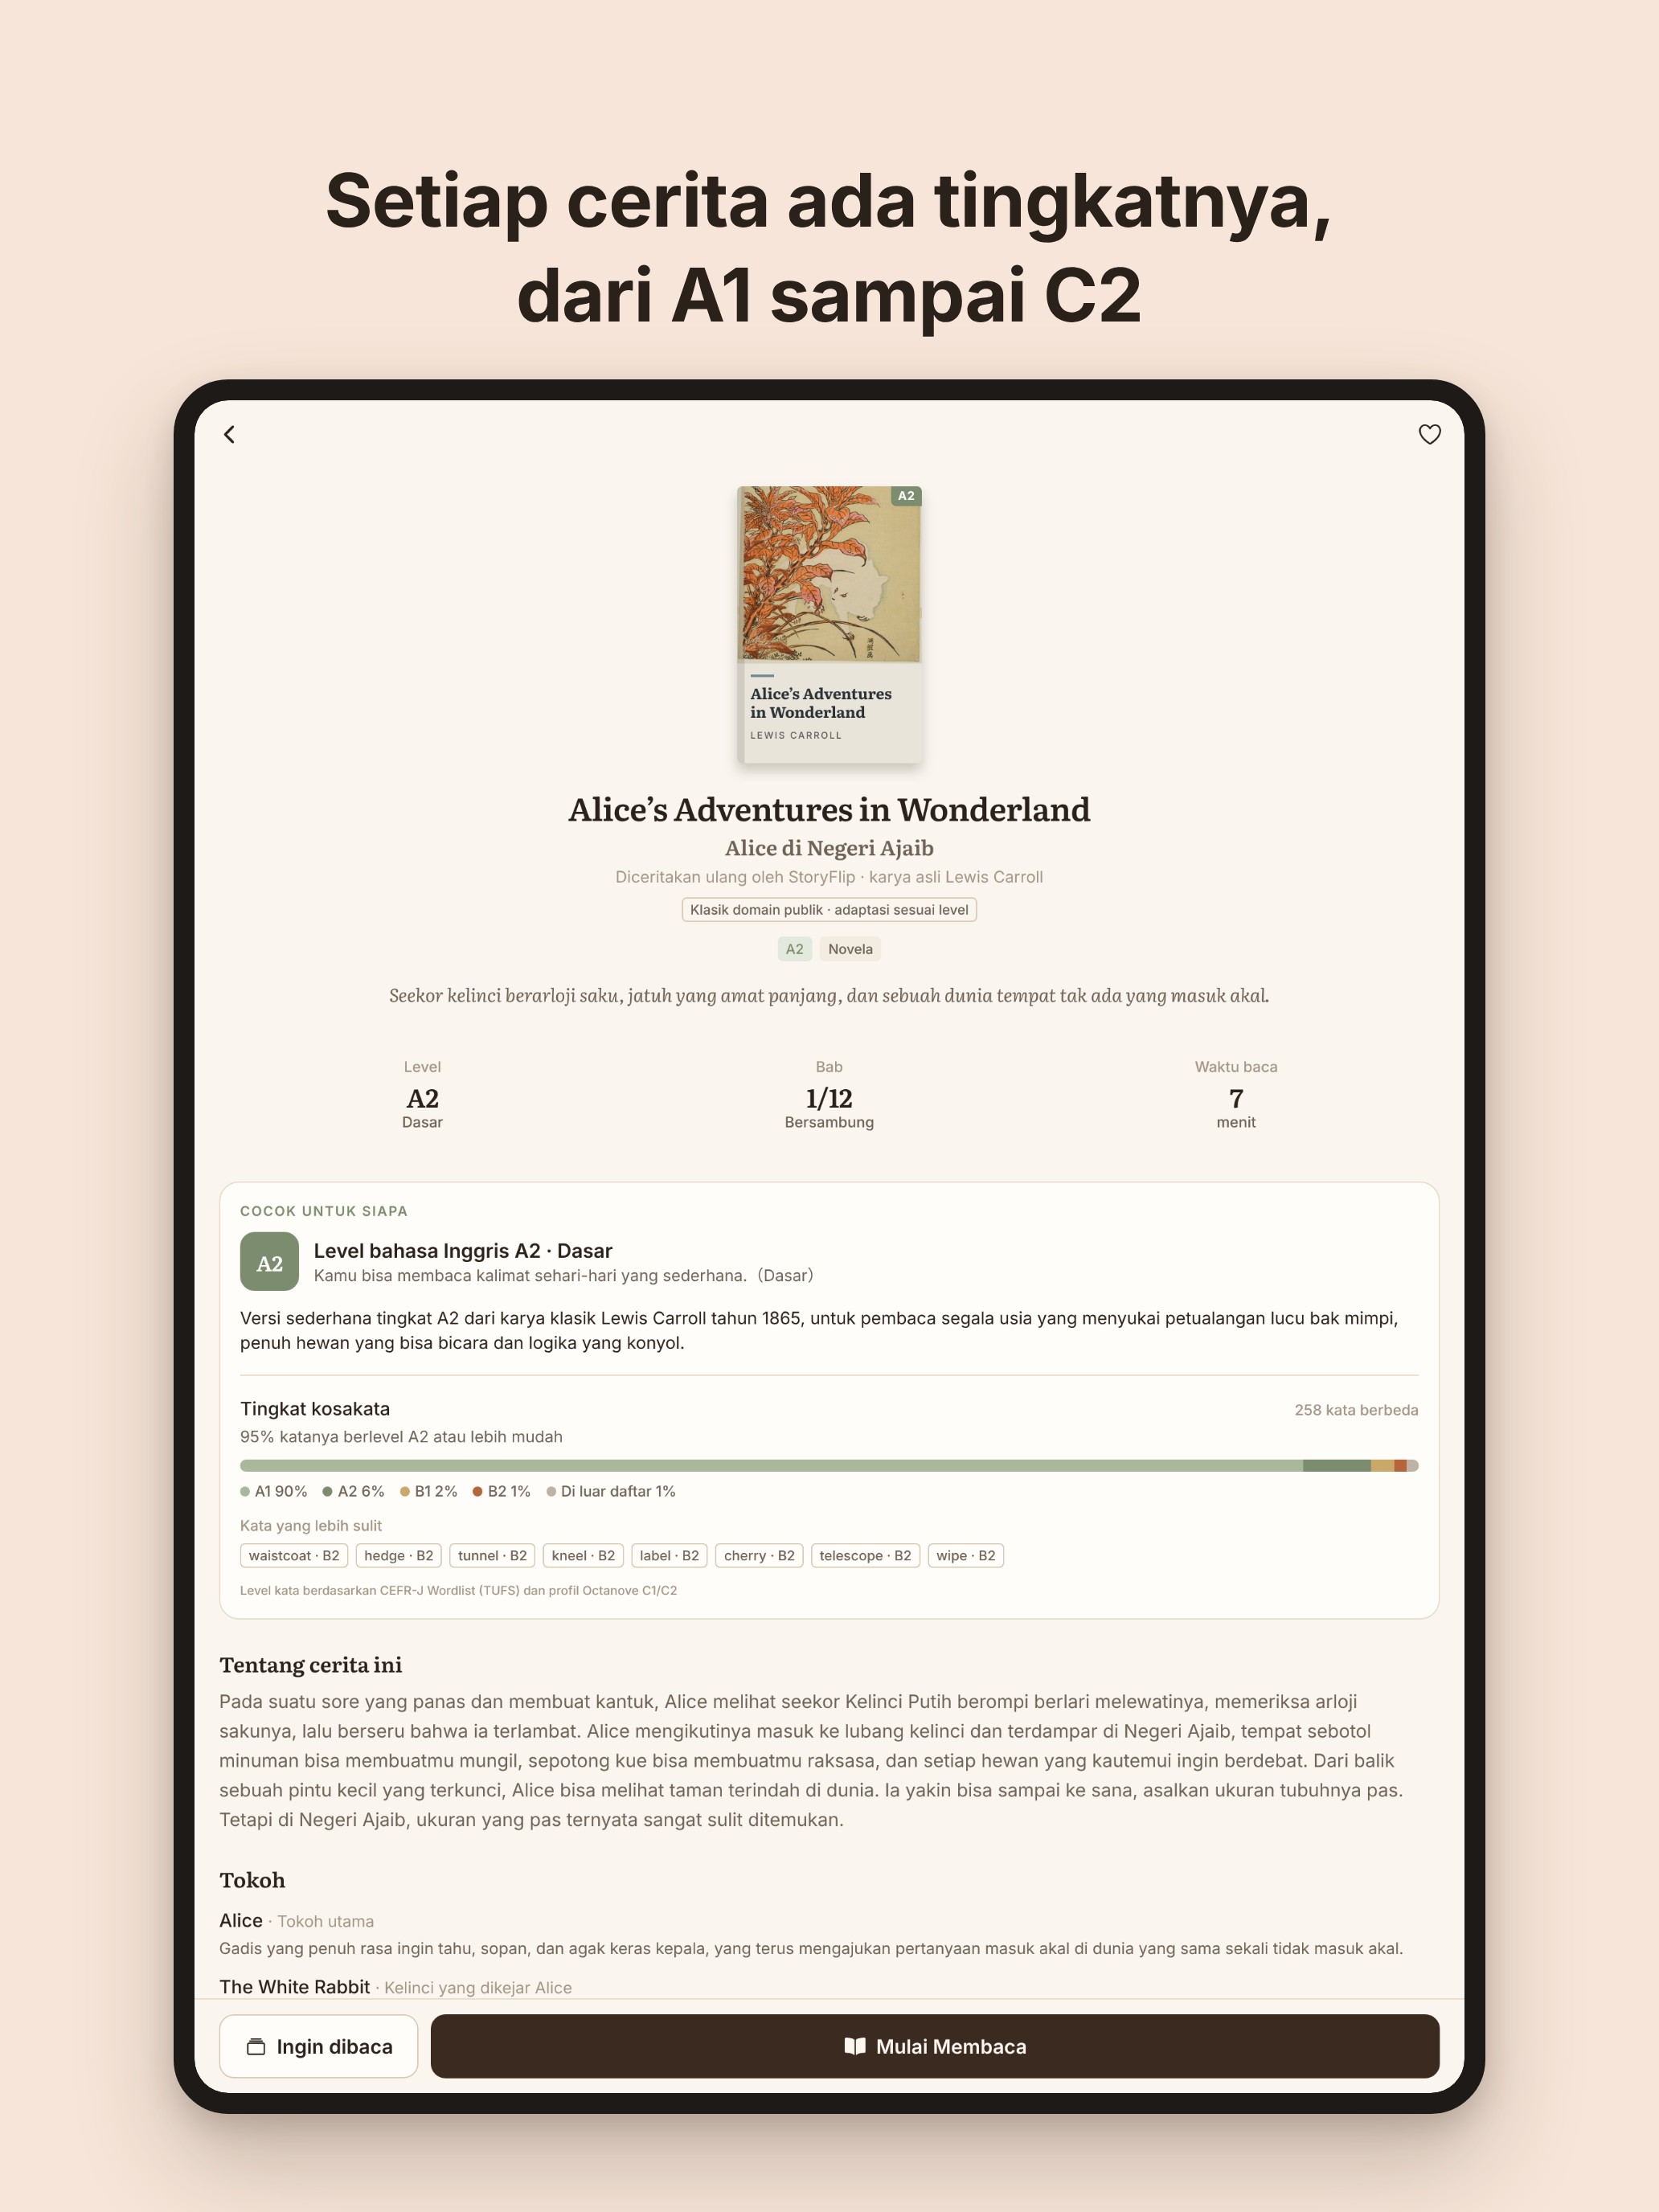 Setiap cerita ada tingkatnya,
dari A1 sampai C2
A2
Alice’s Adventures
in Wonderland
LEWIS CARROLL
Alice’s Adventures in Wonderland
Alice di Negeri Ajaib
Diceritakan ulang oleh StoryFlip · karya asli Lewis Carroll
Klasik domain publik · adaptasi sesuai level
A2 Novela
Seekor kelinci berarloji saku, jatuh yang amat panjang, dan sebuah dunia tempat tak ada yang masuk akal.
Level Bab Waktu baca
A2 1/12 7
Dasar Bersambung menit
COCOK UNTUK SIAPA
A2
Level bahasa Inggris A2 · Dasar
Kamu bisa membaca kalimat sehari-hari yang sederhana.（Dasar）
Versi sederhana tingkat A2 dari karya klasik Lewis Carroll tahun 1865, untuk pembaca segala usia yang menyukai petualangan lucu bak mimpi,
penuh hewan yang bisa bicara dan logika yang konyol.
Tingkat kosakata 258 kata berbeda
95% katanya berlevel A2 atau lebih mudah
A1 90% A2 6% B1 2% B2 1% Di luar daftar 1%
Kata yang lebih sulit
waistcoat · B2 hedge · B2 tunnel · B2 kneel · B2 label · B2 cherry · B2 telescope · B2 wipe · B2
Level kata berdasarkan CEFR-J Wordlist (TUFS) dan profil Octanove C1/C2
Tentang cerita ini
Pada suatu sore yang panas dan membuat kantuk, Alice melihat seekor Kelinci Putih berompi berlari melewatinya, memeriksa arloji
sakunya, lalu berseru bahwa ia terlambat. Alice mengikutinya masuk ke lubang kelinci dan terdampar di Negeri Ajaib, tempat sebotol
minuman bisa membuatmu mungil, sepotong kue bisa membuatmu raksasa, dan setiap hewan yang kautemui ingin berdebat. Dari balik
sebuah pintu kecil yang terkunci, Alice bisa melihat taman terindah di dunia. Ia yakin bisa sampai ke sana, asalkan ukuran tubuhnya pas.
Tetapi di Negeri Ajaib, ukuran yang pas ternyata sangat sulit ditemukan.
Tokoh
Alice · Tokoh utama
Gadis yang penuh rasa ingin tahu, sopan, dan agak keras kepala, yang terus mengajukan pertanyaan masuk akal di dunia yang sama sekali tidak masuk akal.
The White Rabbit · Kelinci yang dikejar Alice
Ingin dibaca
Mulai Membaca